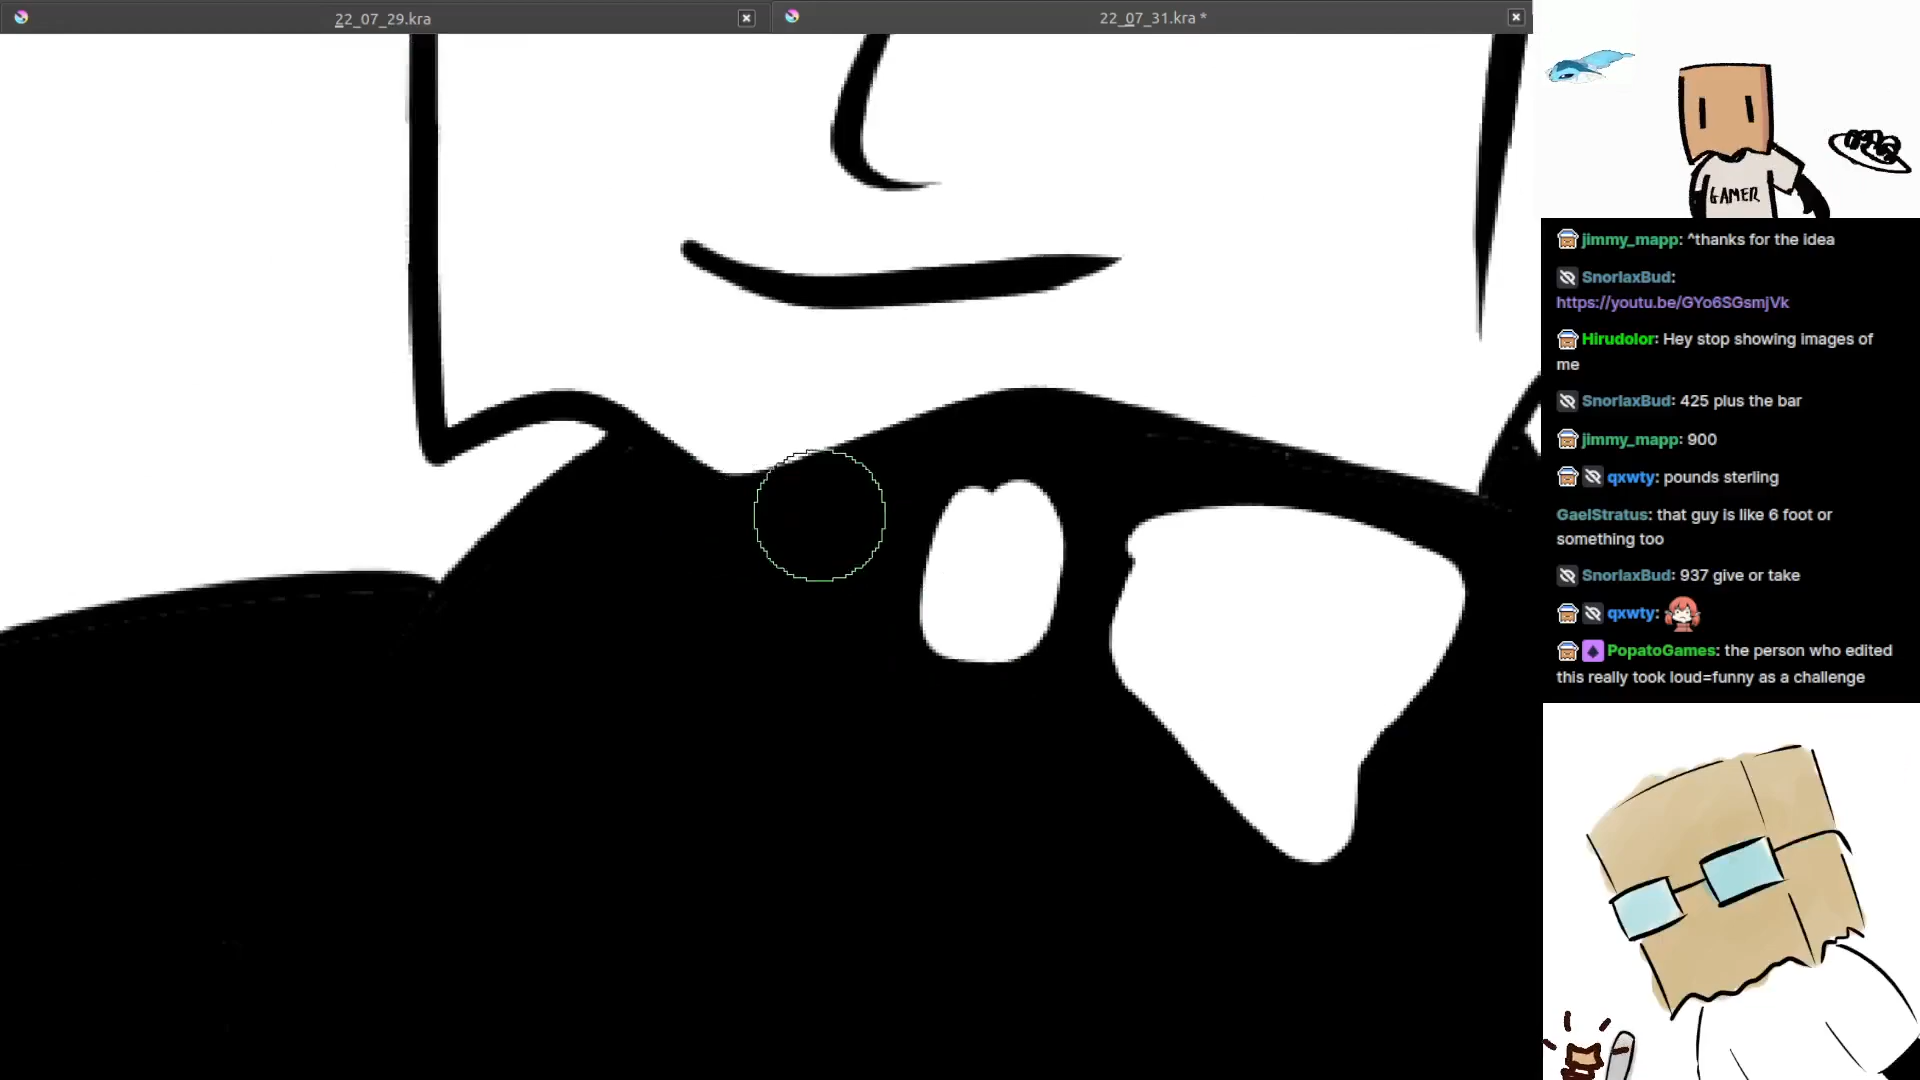 22_07_29.kra
22_07_31.kra *
GAMER
jimmy_mapp: ^thanks for the idea
SnorlaxBud:
https://youtu.be/GYo6SGsmjVk
Hirudolor: Hey stop showing images of
me
SnorlaxBud: 425 plus the bar
jimmy_mapp: 900
qxwty: pounds sterling
GaelStratus: that guy is like 6 foot or
something too
SnorlaxBud: 937 give or take
qxwty:
PopatoGames: the person who edited
this really took loud=funny as a challenge